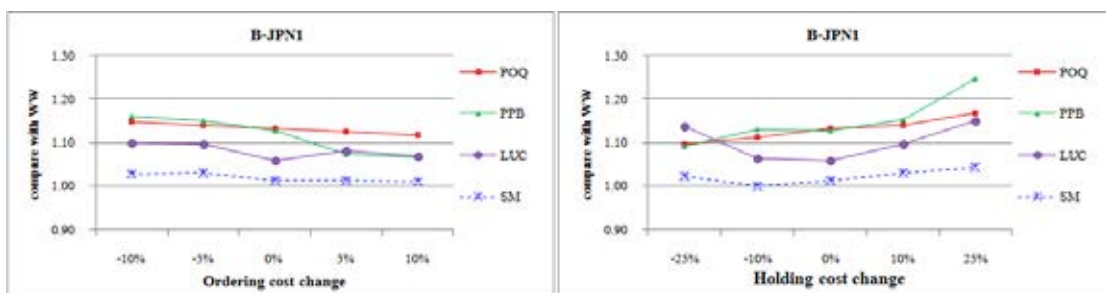 B-JPN1
compare with WW
1.30
1.20
1.10
1.00
0.90
-10%
-5%
0%
5%
10%
Ordering cost change
POQ
PPB
LUC
SM
B-JPN1
compare with WW
1.30
1.20
1.10
1.00
0.90
-25%
-10%
0%
10%
25%
Holding cost change
POQ
PPB
LUC
SM